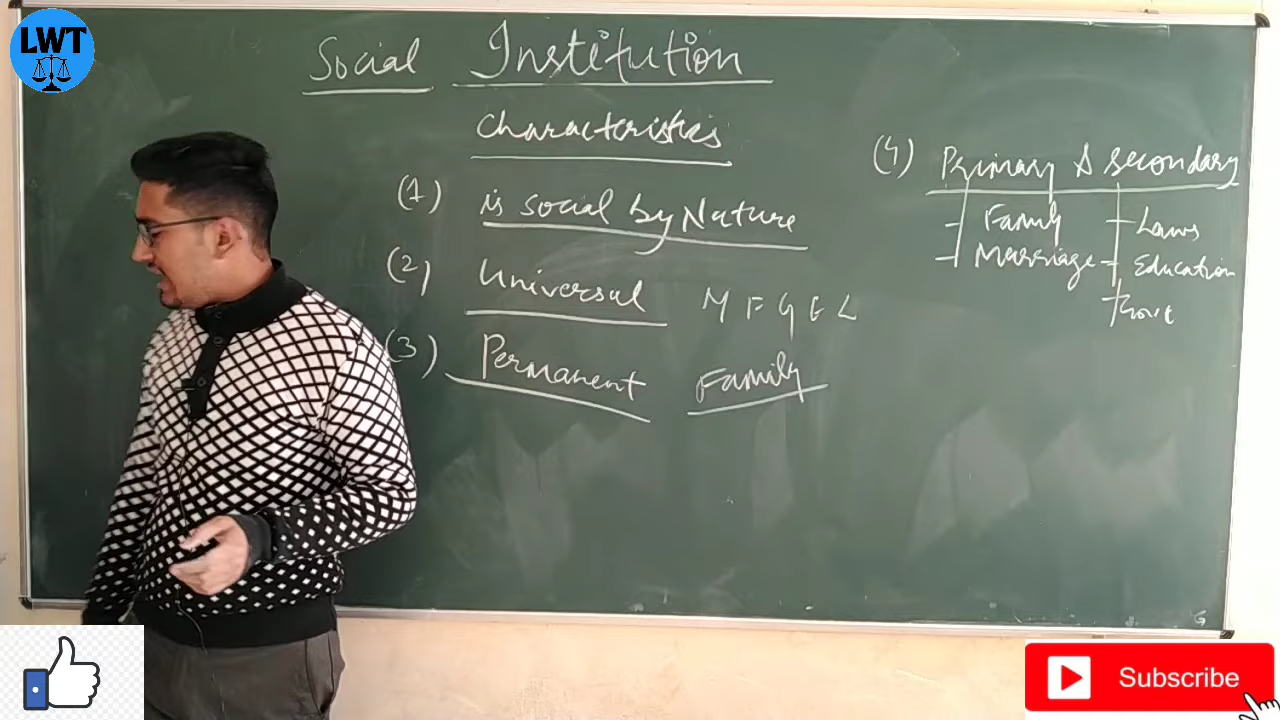 LWT
Social Institution
Characteristics
(1) is social by Nature
(2) Universal M F G E L
(3) Permanent Family
(4) Primary & secondary
- Family
- Marriage
- Laws
- Education
Subscribe